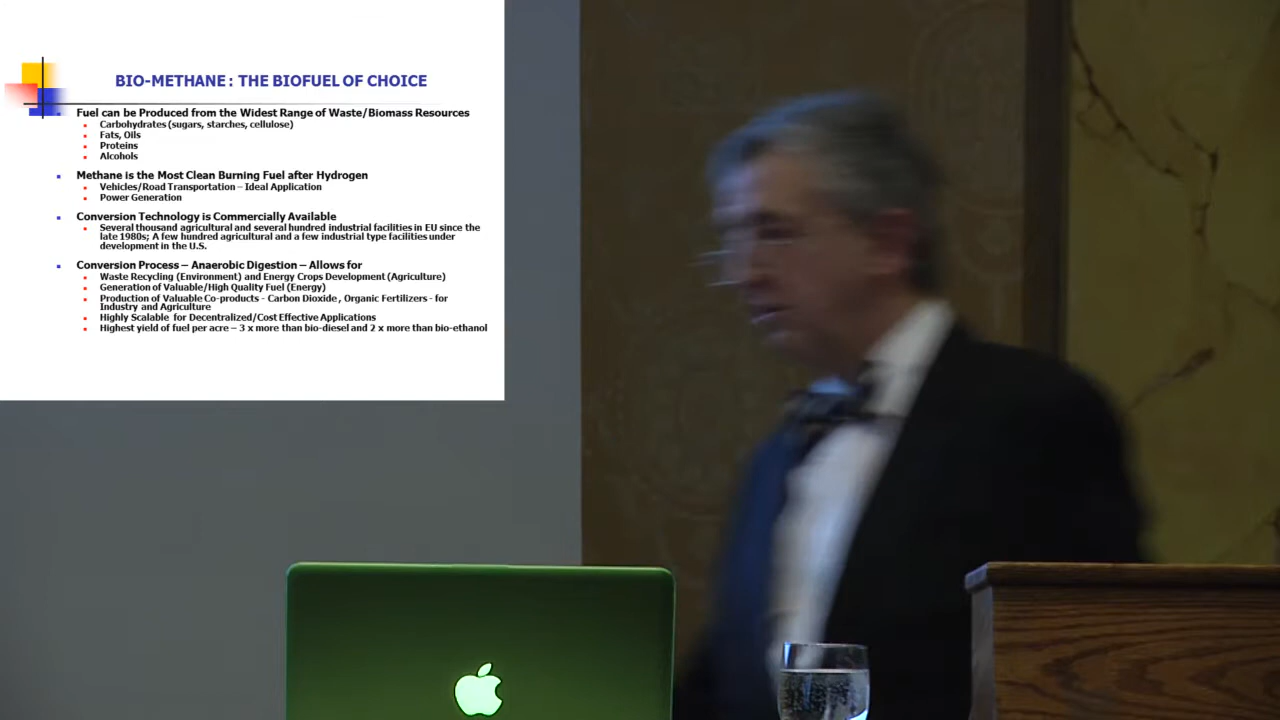 BIO-METHANE : THE BIOFUEL OF CHOICE
Fuel can be Produced from the Widest Range of Waste/Biomass Resources
Carbohydrates (sugars, starches, cellulose)
Fats, Oils
Proteins
Alcohols
Methane is the Most Clean Burning Fuel after Hydrogen
Vehicles/Road Transportation – Ideal Application
Power Generation
Conversion Technology is Commercially Available
Several thousand agricultural and several hundred industrial facilities in EU since the
late 1980s; A few hundred agricultural and a few industrial type facilities under
development in the U.S.
Conversion Process – Anaerobic Digestion – Allows for
Waste Recycling (Environment) and Energy Crops Development (Agriculture)
Generation of Valuable/High Quality Fuel (Energy)
Production of Valuable Co-products - Carbon Dioxide , Organic Fertilizers - for
Industry and Agriculture
Highly Scalable for Decentralized/Cost Effective Applications
Highest yield of fuel per acre – 3 x more than bio-diesel and 2 x more than bio-ethanol